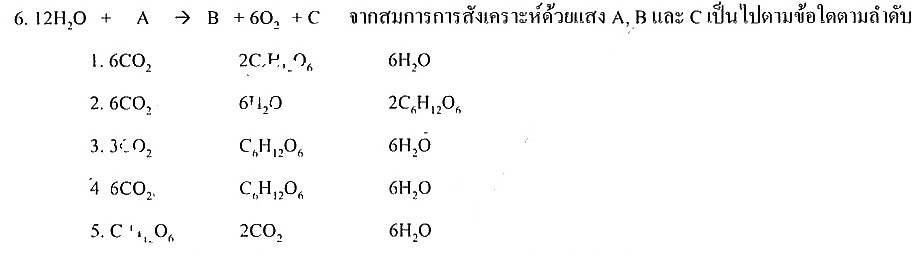 6. 12H₂O + A → B + 6O₂ + C จากสมการการสังเคราะห์ด้วยแสง A, B และ C เป็นไปตามข้อใดตามลำดับ
1. 6CO₂ 6H₂O
2. 6CO₂ 6H₂O 2C₆H₁₂O₆
3. 3CO₂ C₆H₁₂O₆ 6H₂O
4 6CO₂ C₆H₁₂O₆ 6H₂O
5. 2CO₂ 6H₂O